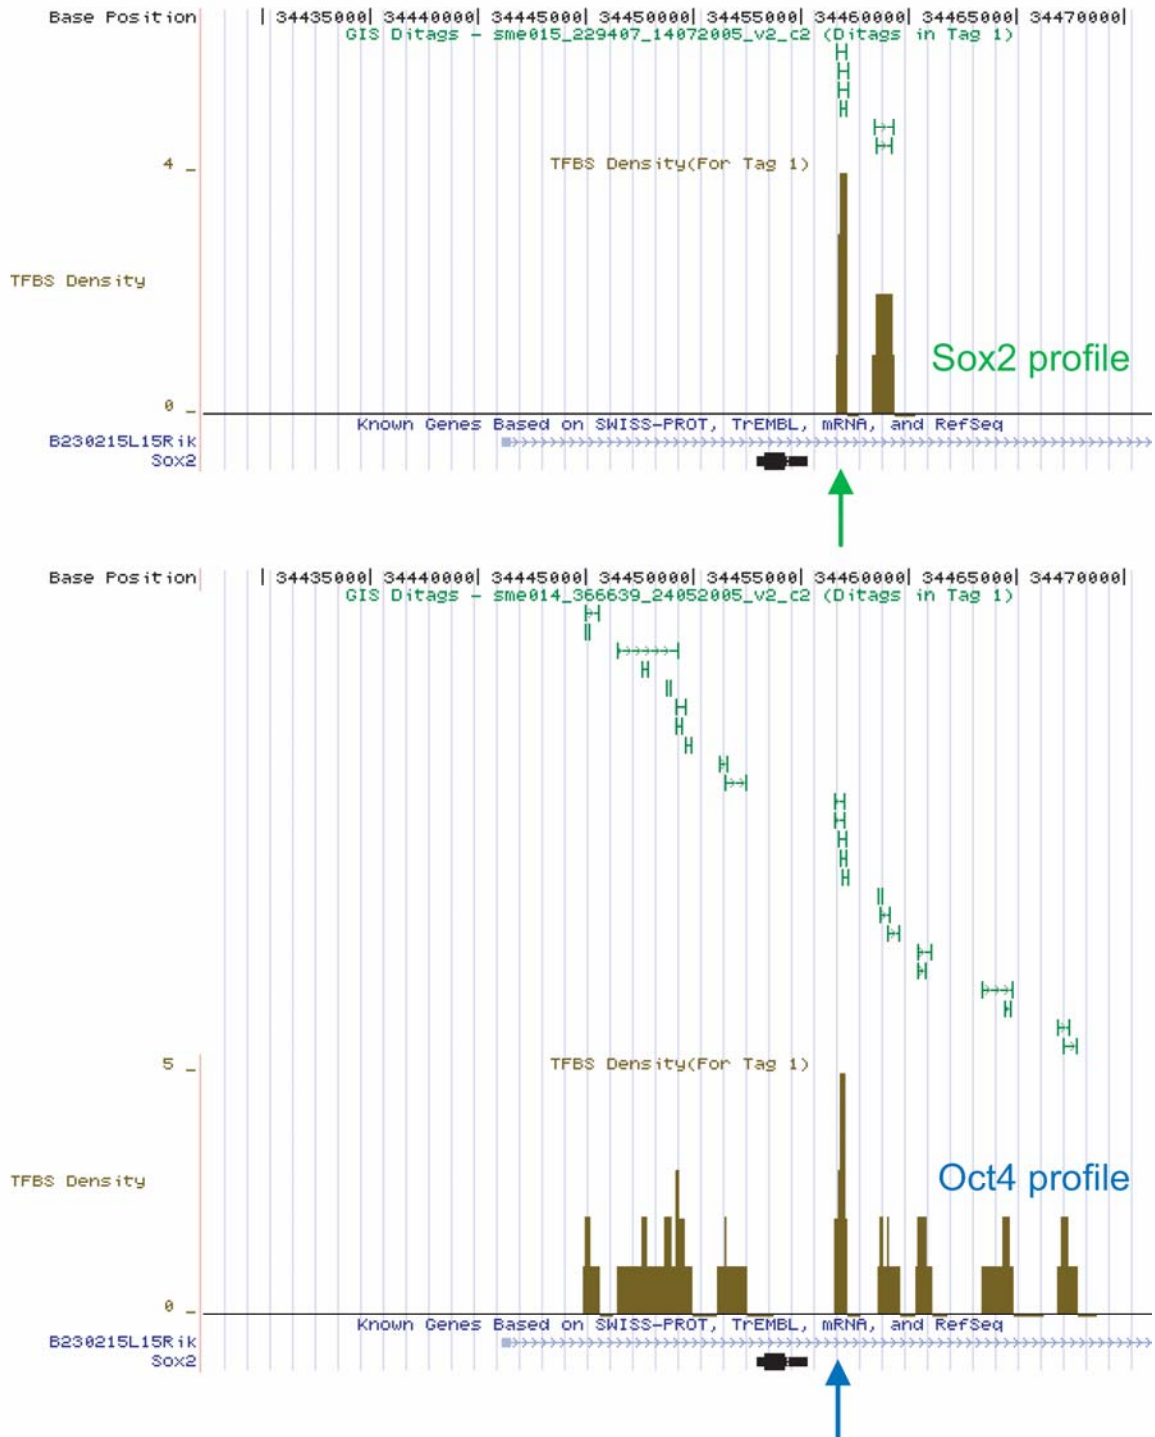 Base Position | 34435000| 34440000| 34445000| 34450000| 34455000| 34460000| 34465000| 34470000|
GIS Ditags - sme015_229407_14072005_v2_c2 (Ditags in Tag 1)
4 _ TFBS Density(For Tag 1)
TFBS Density
Sox2 profile
0 _
Known Genes Based on SWISS-PROT, TrEMBL, mRNA, and RefSeq
B230215L15Rik
Sox2
Base Position | 34435000| 34440000| 34445000| 34450000| 34455000| 34460000| 34465000| 34470000|
GIS Ditags - sme014_366639_24052005_v2_c2 (Ditags in Tag 1)
5 _ TFBS Density(For Tag 1)
TFBS Density
Oct4 profile
0 _
Known Genes Based on SWISS-PROT, TrEMBL, mRNA, and RefSeq
B230215L15Rik
Sox2